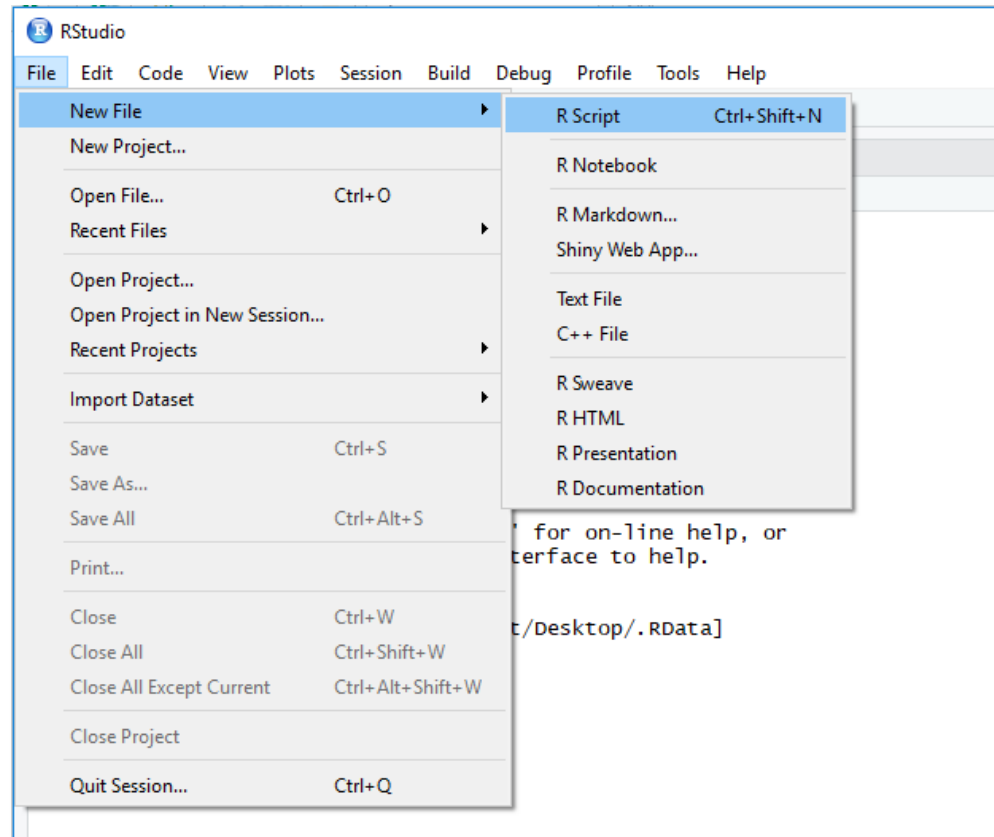 RStudio
File Edit Code View Plots Session Build Debug Profile Tools Help
New File
New Project...
Open File... Ctrl+O
Recent Files
Open Project...
Open Project in New Session...
Recent Projects
Import Dataset
Save Ctrl+S
Save As...
Save All Ctrl+Alt+S
Print...
Close Ctrl+W
Close All Ctrl+Shift+W
Close All Except Current Ctrl+Alt+Shift+W
Close Project
Quit Session... Ctrl+Q
R Script Ctrl+Shift+N
R Notebook
R Markdown...
Shiny Web App...
Text File
C++ File
R Sweave
R HTML
R Presentation
R Documentation
' for on-line help, or
terface to help.
t/Desktop/.RData]